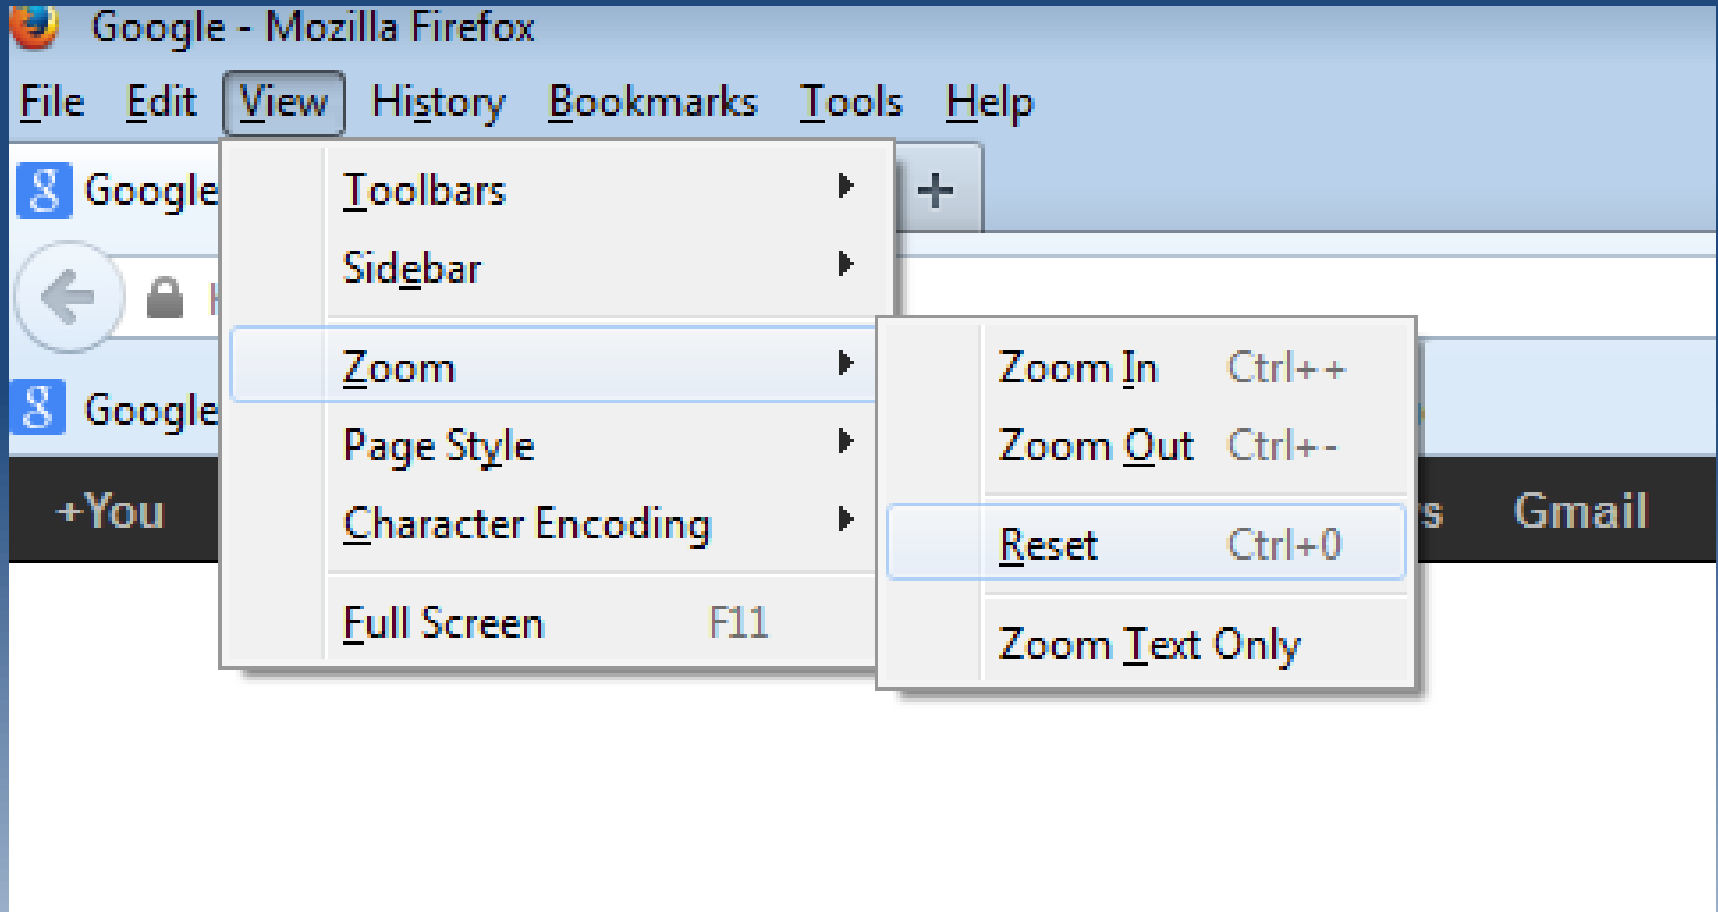 Google - Mozilla Firefox
File Edit View History Bookmarks Tools Help
Google
+
Toolbars
Sidebar
Zoom
Page Style
Character Encoding
Full Screen F11
Zoom In Ctrl++
Zoom Out Ctrl+-
Reset Ctrl+0
Zoom Text Only
g Google
+You
Gmail